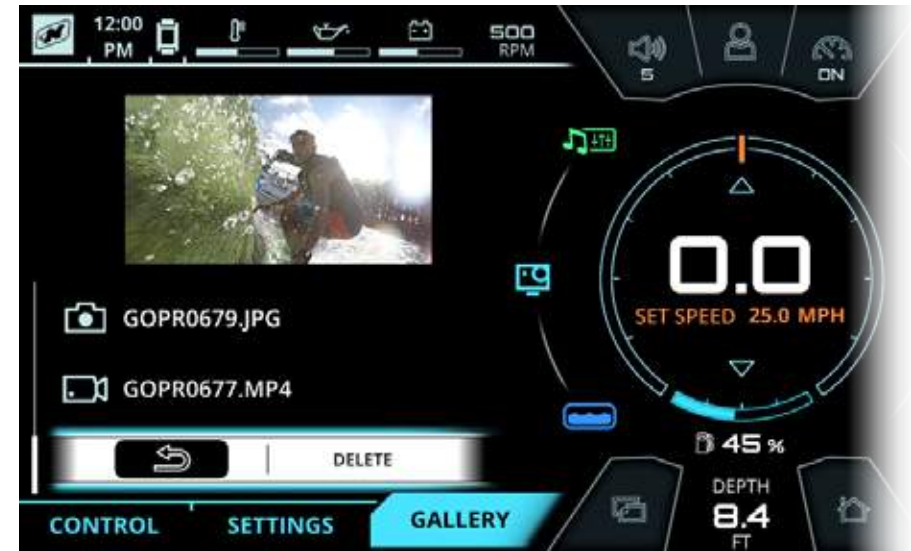 12:00
PM
500
RPM
5
ON
0.0
SET SPEED 25.0 MPH
GOPR0679.JPG
GOPR0677.MP4
DELETE
45 %
DEPTH
8.4
FT
CONTROL
SETTINGS
GALLERY